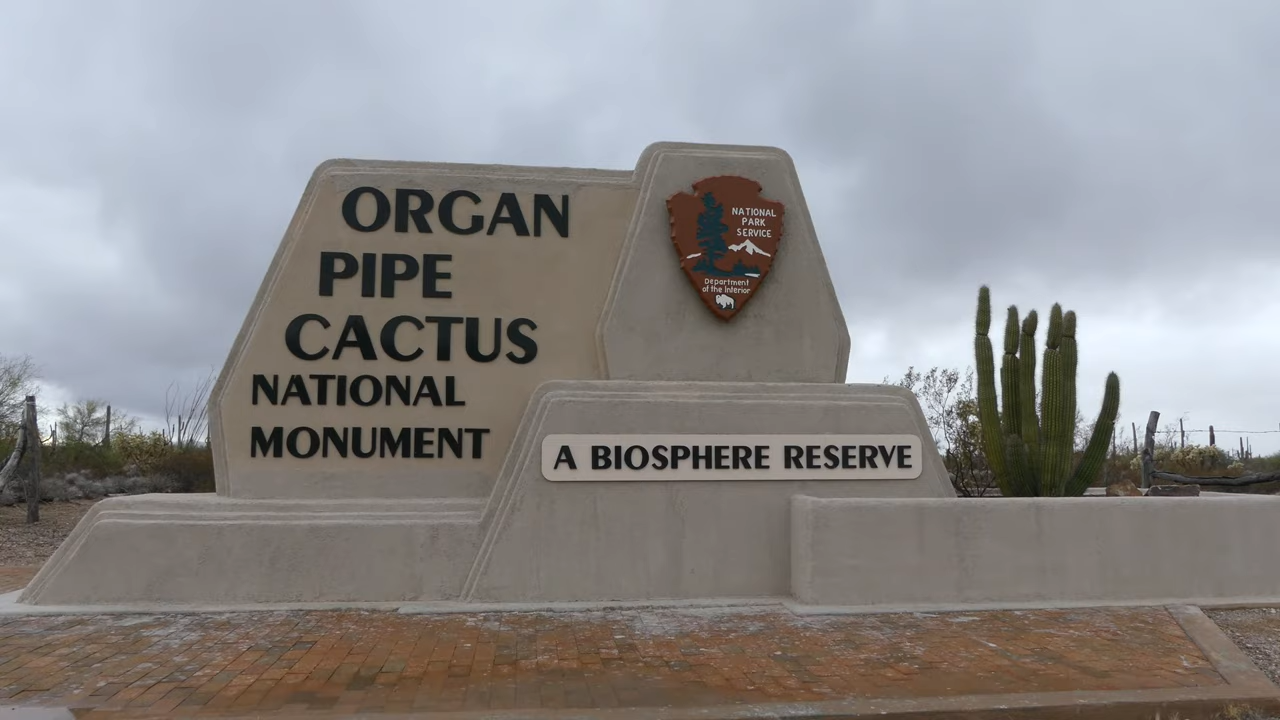 ORGAN
PIPE
CACTUS
NATIONAL
MONUMENT
NATIONAL
PARK
SERVICE
Department
of the Interior
A BIOSPHERE RESERVE